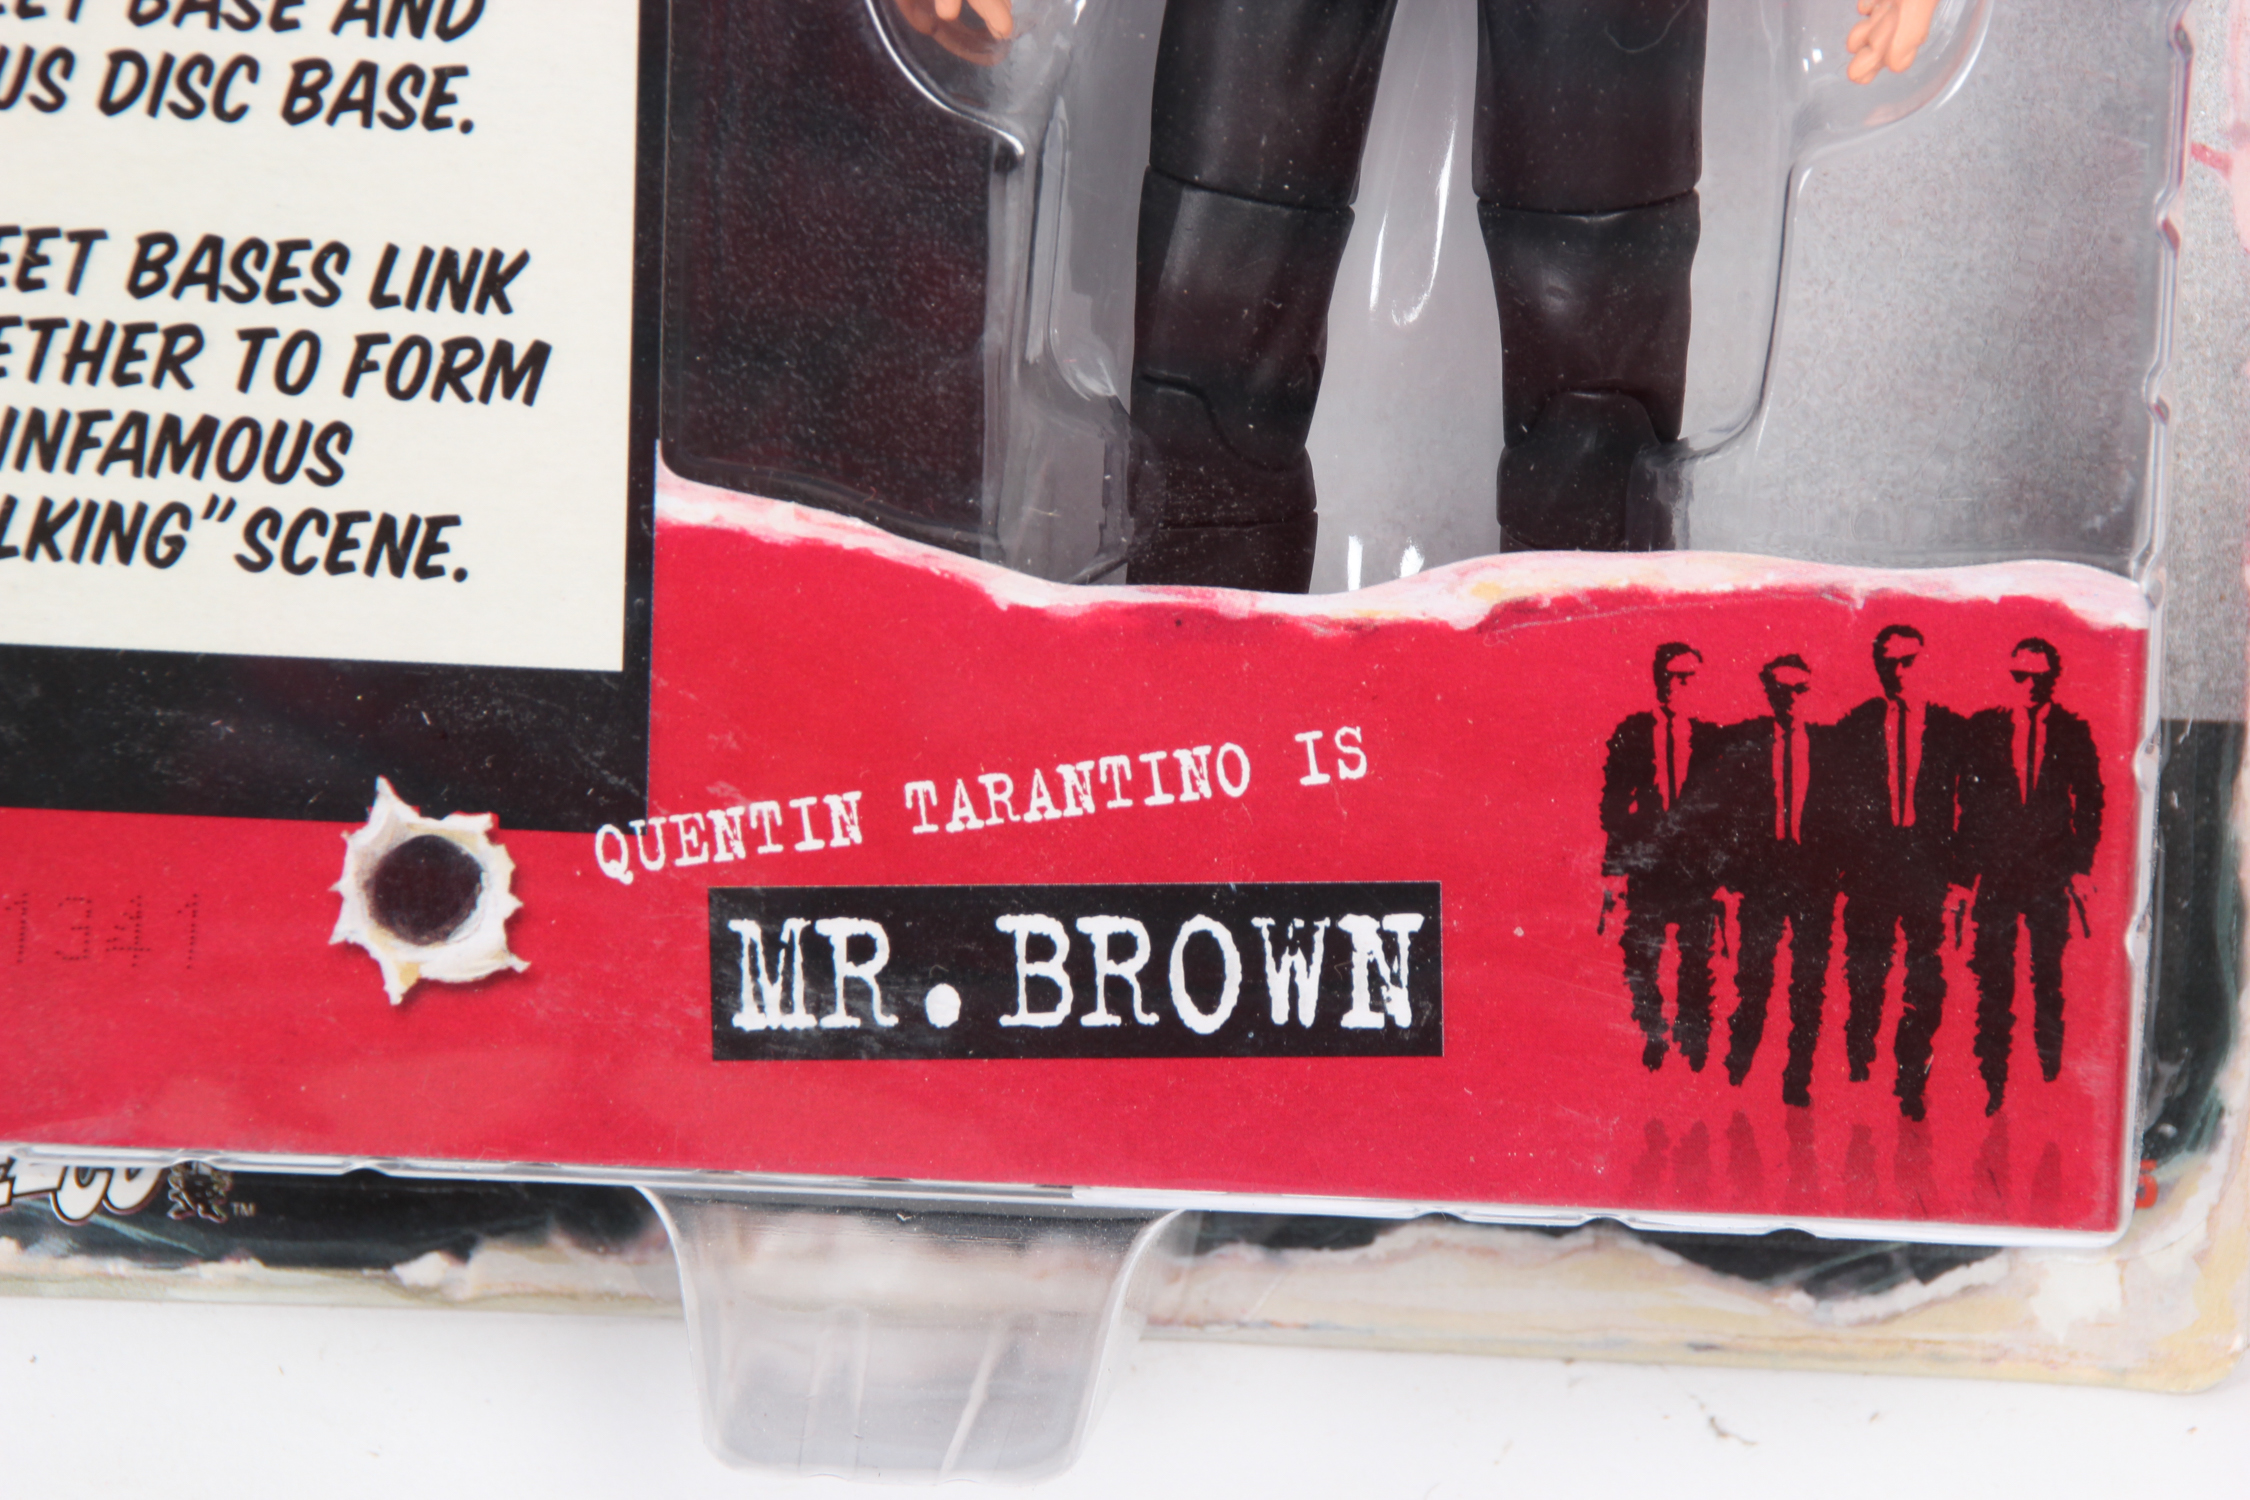 BASE AND
US DISC BASE.
EET BASES LINK
ETHER TO FORM
INFAMOUS
LKING" SCENE.
QUENTIN TARANTINO IS
MR. BROWN
TM